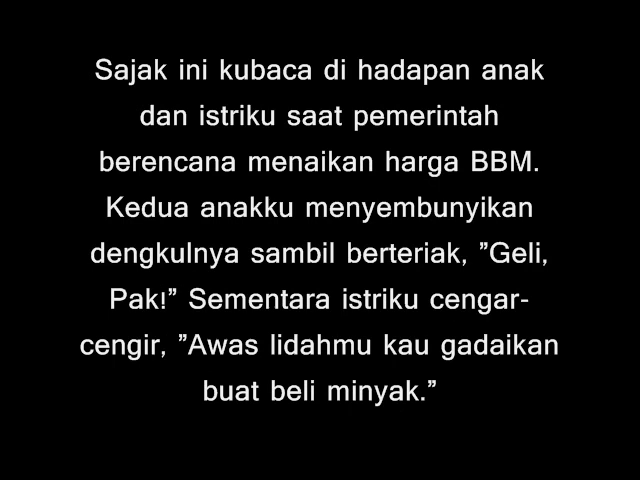 Sajak ini kubaca di hadapan anak
dan istriku saat pemerintah
berencana menaikan harga BBM.
Kedua anakku menyembunyikan
dengkulnya sambil berteriak, ”Geli,
Pak!” Sementara istriku cengar-
cengir, ”Awas lidahmu kau gadaikan
buat beli minyak.”